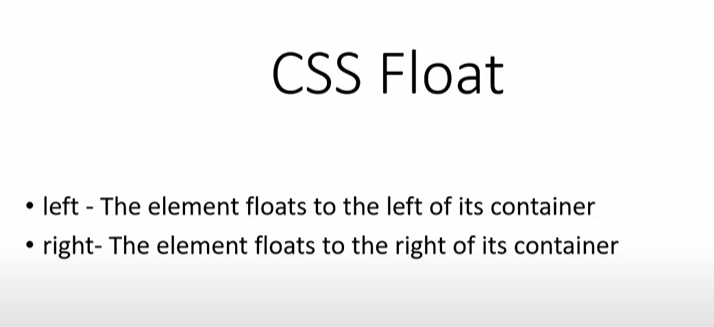 CSS Float
• left - The element floats to the left of its container
• right- The element floats to the right of its container